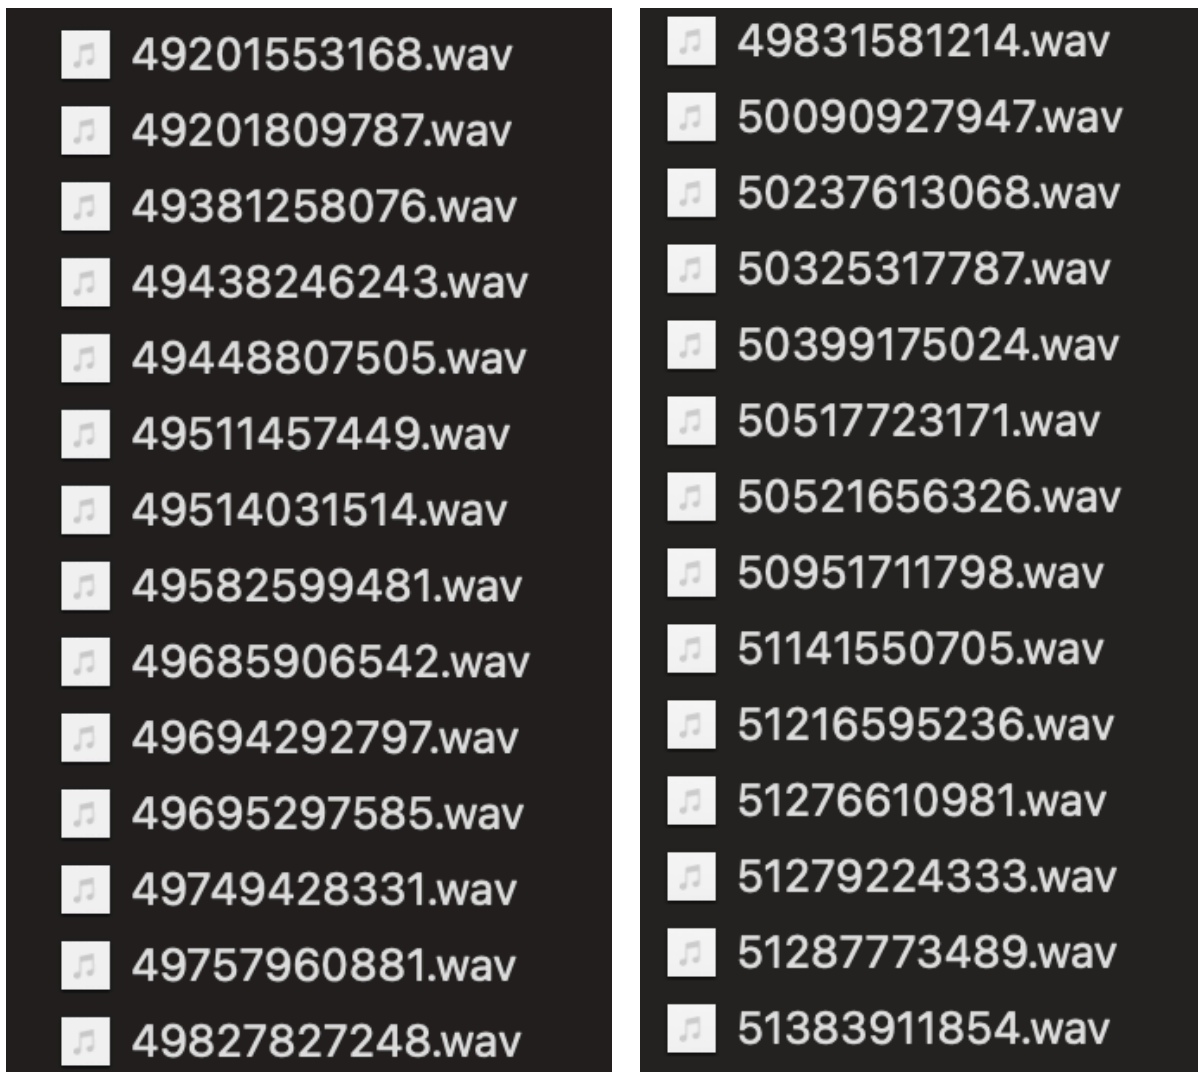 49201553168.wav
49201809787.wav
49381258076.wav
49438246243.wav
49448807505.wav
49511457449.wav
49514031514.wav
49582599481.wav
49685906542.wav
49694292797.wav
49695297585.wav
49749428331.wav
49757960881.wav
49827827248.wav
49831581214.wav
50090927947.wav
50237613068.wav
50325317787.wav
50399175024.wav
50517723171.wav
50521656326.wav
50951711798.wav
51141550705.wav
51216595236.wav
51276610981.wav
51279224333.wav
51287773489.wav
51383911854.wav